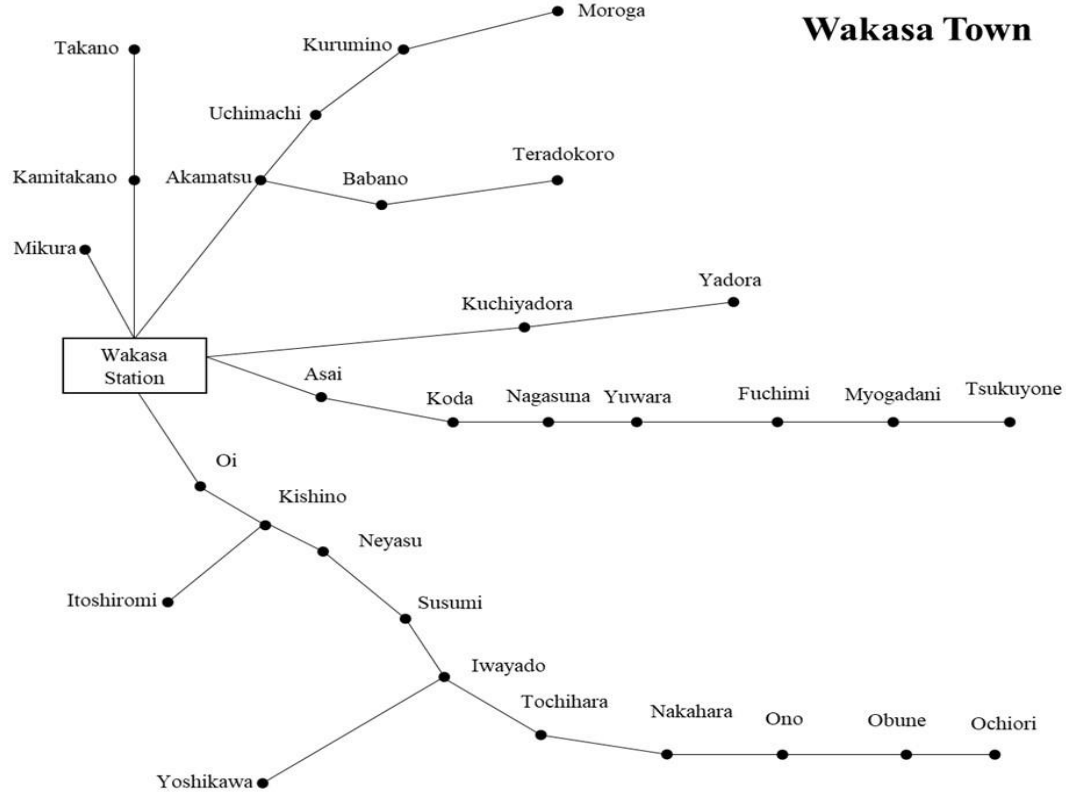 Wakasa Town
Moroga
Kurumino
Takano
Uchimachi
Teradokoro
Kamitakano
Akamatsu
Babano
Mikura
Yadora
Kuchiyadora
Wakasa
Station
Asai
Koda
Nagasuna
Yuwara
Fuchimi
Myogadani
Tsukuyone
Oi
Kishino
Neyasu
Itoshiromi
Susumi
Iwayado
Tochihara
Nakahara
Ono
Obune
Ochiori
Yoshikawa